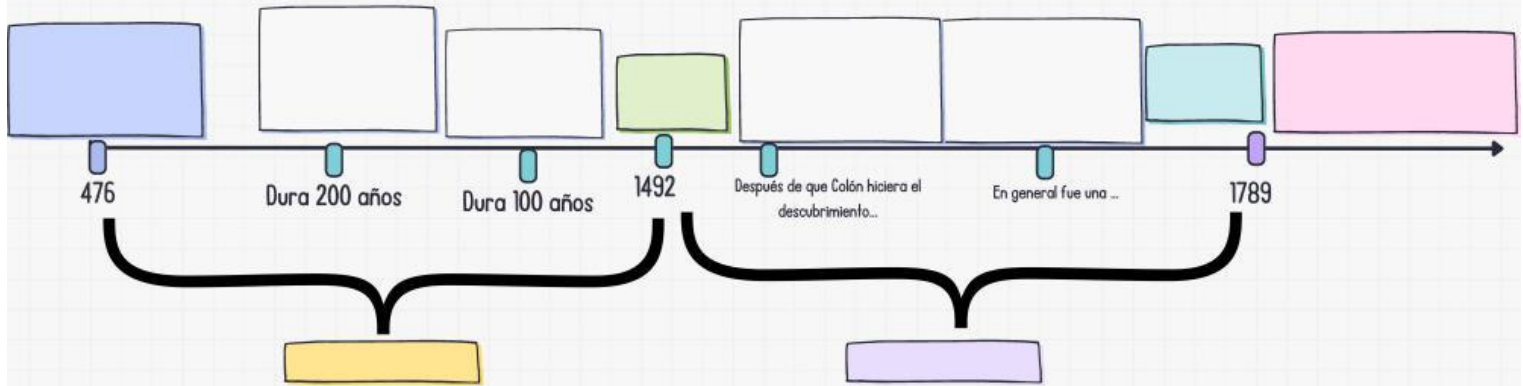 476
Dura 200 años
Dura 100 años
1492
Después de que Colón hiciera el
descubrimiento...
En general fue una ...
1789